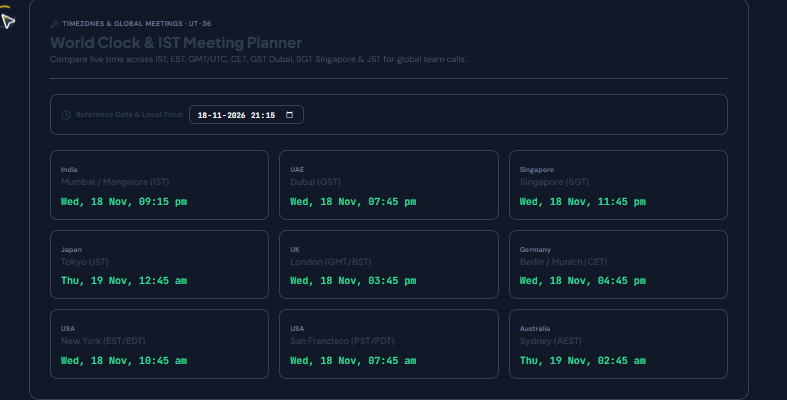 TIMEZONES & GLOBAL MEETINGS · UT-36
World Clock & IST Meeting Planner
Compare live time across IST, EST, GMT/UTC, CET, GST Dubai, SGT Singapore & JST for global team calls.
Reference Date & Local Time: 18-11-2026 21:15
India
Mumbai / Mangalore (IST)
Wed, 18 Nov, 09:15 pm
UAE
Dubai (GST)
Wed, 18 Nov, 07:45 pm
Singapore
Singapore (SGT)
Wed, 18 Nov, 11:45 pm
Japan
Tokyo (JST)
Thu, 19 Nov, 12:45 am
UK
London (GMT/BST)
Wed, 18 Nov, 03:45 pm
Germany
Berlin / Munich (CET)
Wed, 18 Nov, 04:45 pm
USA
New York (EST/EDT)
Wed, 18 Nov, 10:45 am
USA
San Francisco (PST/PDT)
Wed, 18 Nov, 07:45 am
Australia
Sydney (AEST)
Thu, 19 Nov, 02:45 am